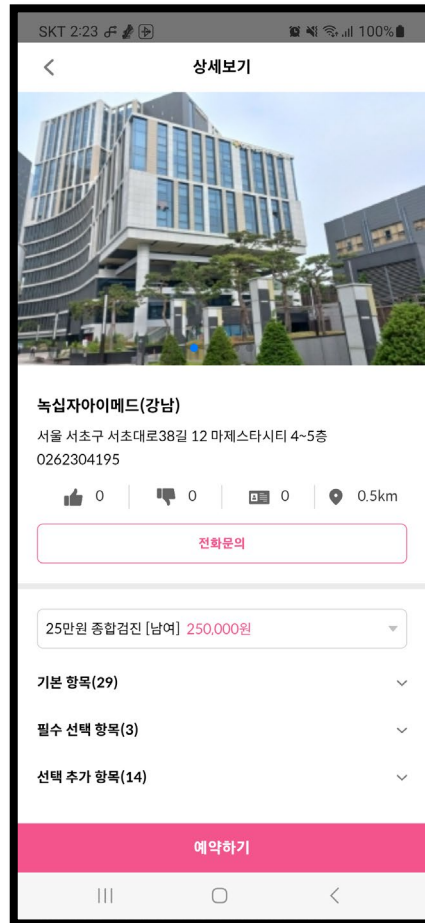 SKT 2:23
100%
상세보기
녹십자아이메드(강남)
서울 서초구 서초대로38길 12 마제스타시티 4~5층
0262304195
0
0
0
0.5km
전화문의
25만원 종합검진 [남여] 250,000원
기본 항목(29)
필수 선택 항목(3)
선택 추가 항목(14)
예약하기